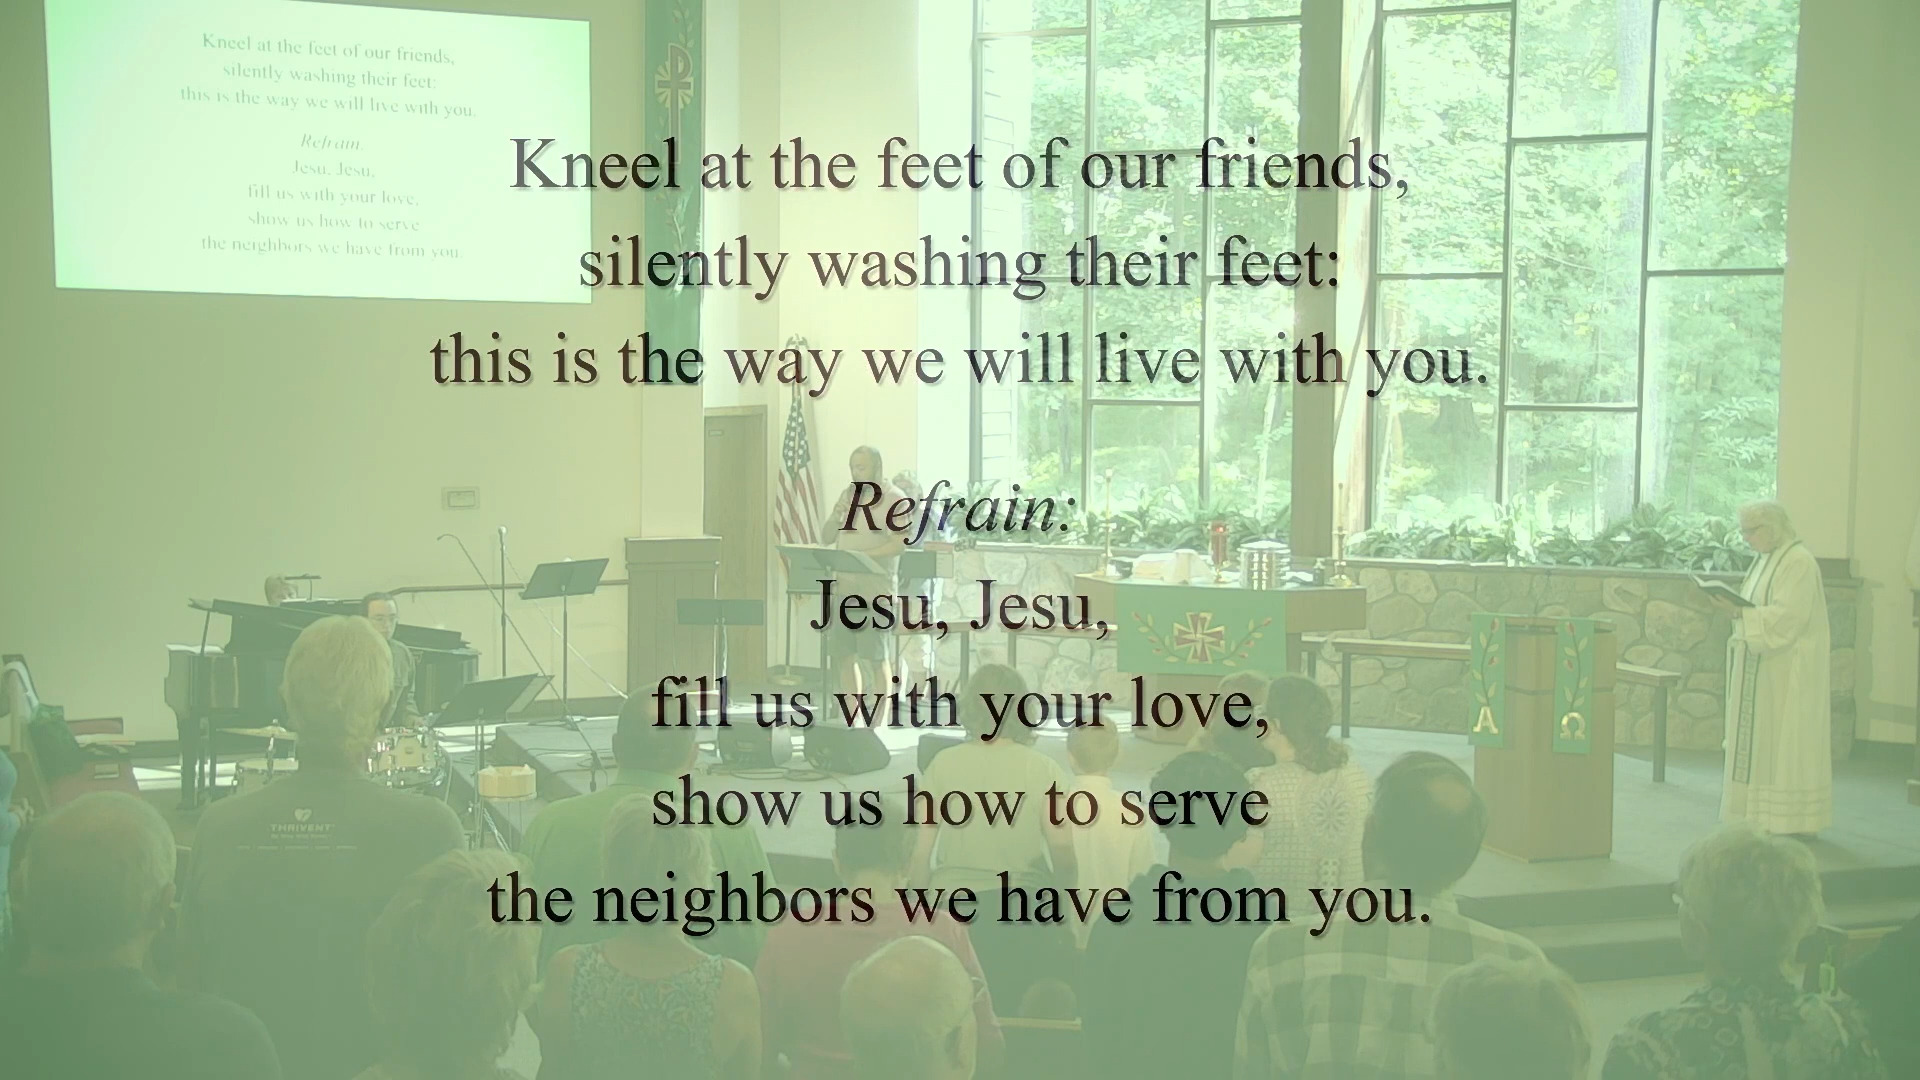 Kneel at the feet of our friends,
silently washing their feet:
this is the way we will live with you.
Refrain.
Jesu, Jesu,
fill us with your love,
show us how to serve
the neighbors we have from you.
Kneel at the feet of our friends,
silently washing their feet:
this is the way we will live with you.
Refrain:
Jesu, Jesu,
fill us with your love,
show us how to serve
the neighbors we have from you.
THRIVENT
Α
Ω